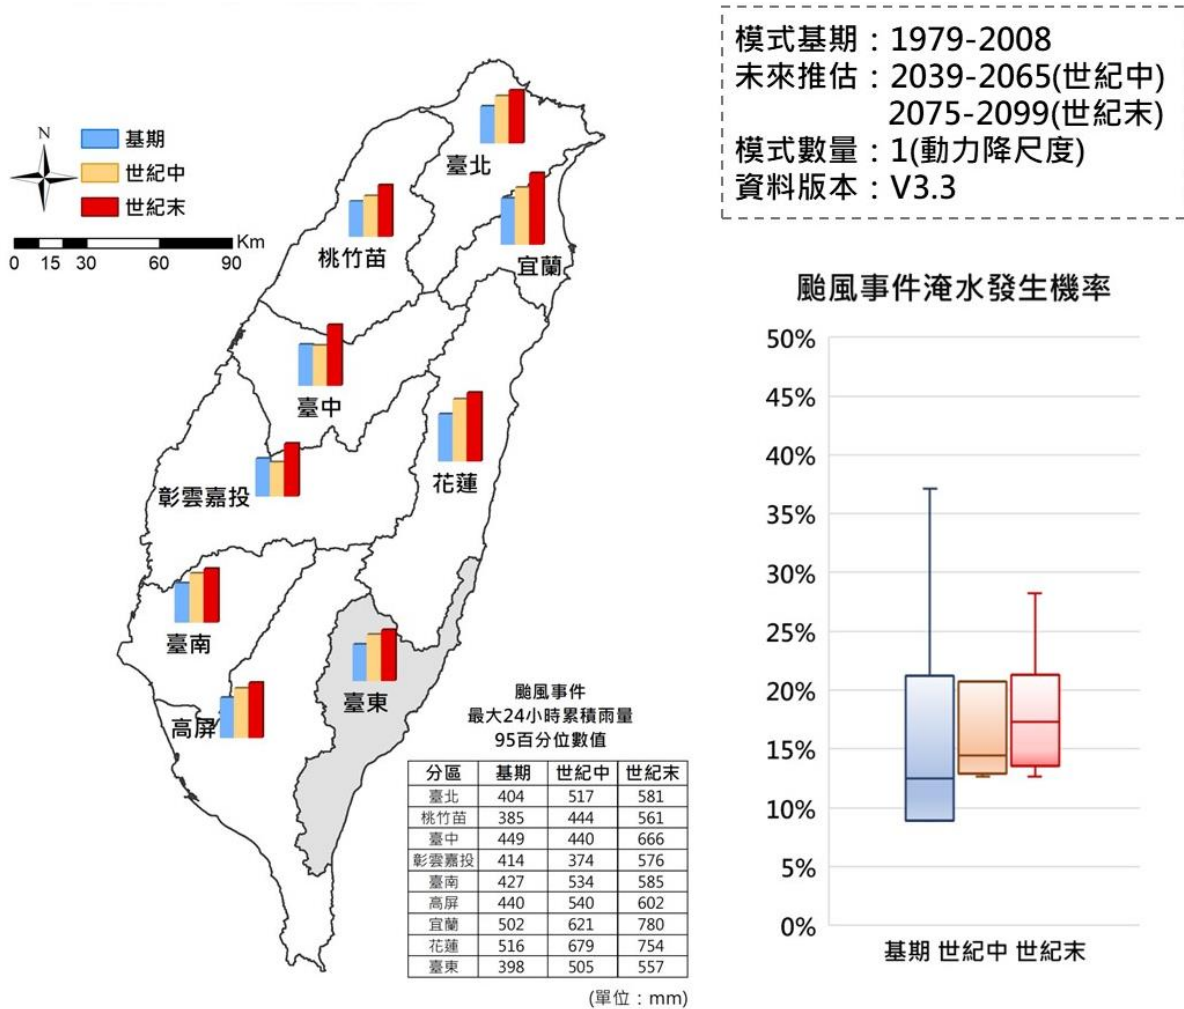 模式基期：1979-2008
未來推估：2039-2065(世紀中)
2075-2099(世紀末)
模式數量：1(動力降尺度)
資料版本：V3.3
N
基期
世紀中
世紀末
Km
0 15 30 60 90
臺北
桃竹苗
宜蘭
臺中
花蓮
彰雲嘉投
臺南
臺東
高屏
颱風事件
最大24小時累積雨量
95百分位數值
分區 基期 世紀中 世紀末
臺北 404 517 581
桃竹苗 385 444 561
臺中 449 440 666
彰雲嘉投 414 374 576
臺南 427 534 585
高屏 440 540 602
宜蘭 502 621 780
花蓮 516 679 754
臺東 398 505 557
(單位：mm)
颱風事件淹水發生機率
50%
45%
40%
35%
30%
25%
20%
15%
10%
5%
0%
基期 世紀中 世紀末